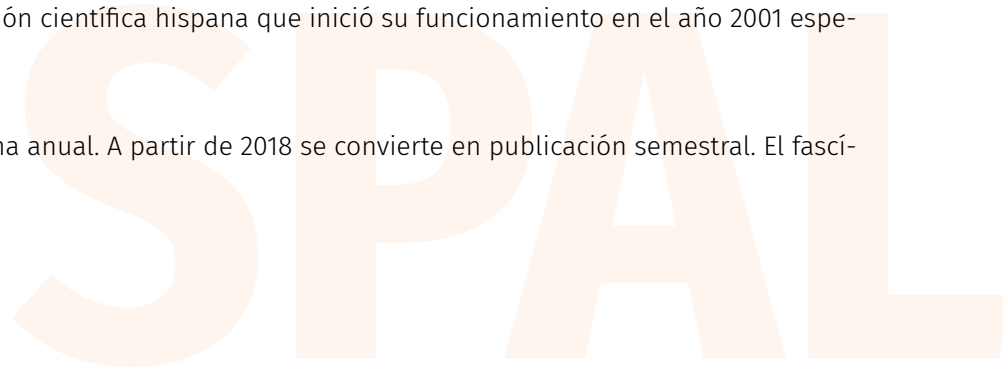 ón científica hispana que inició su funcionamiento en el año 2001 espe-
na anual. A partir de 2018 se convierte en publicación semestral. El fascí-
SPAL